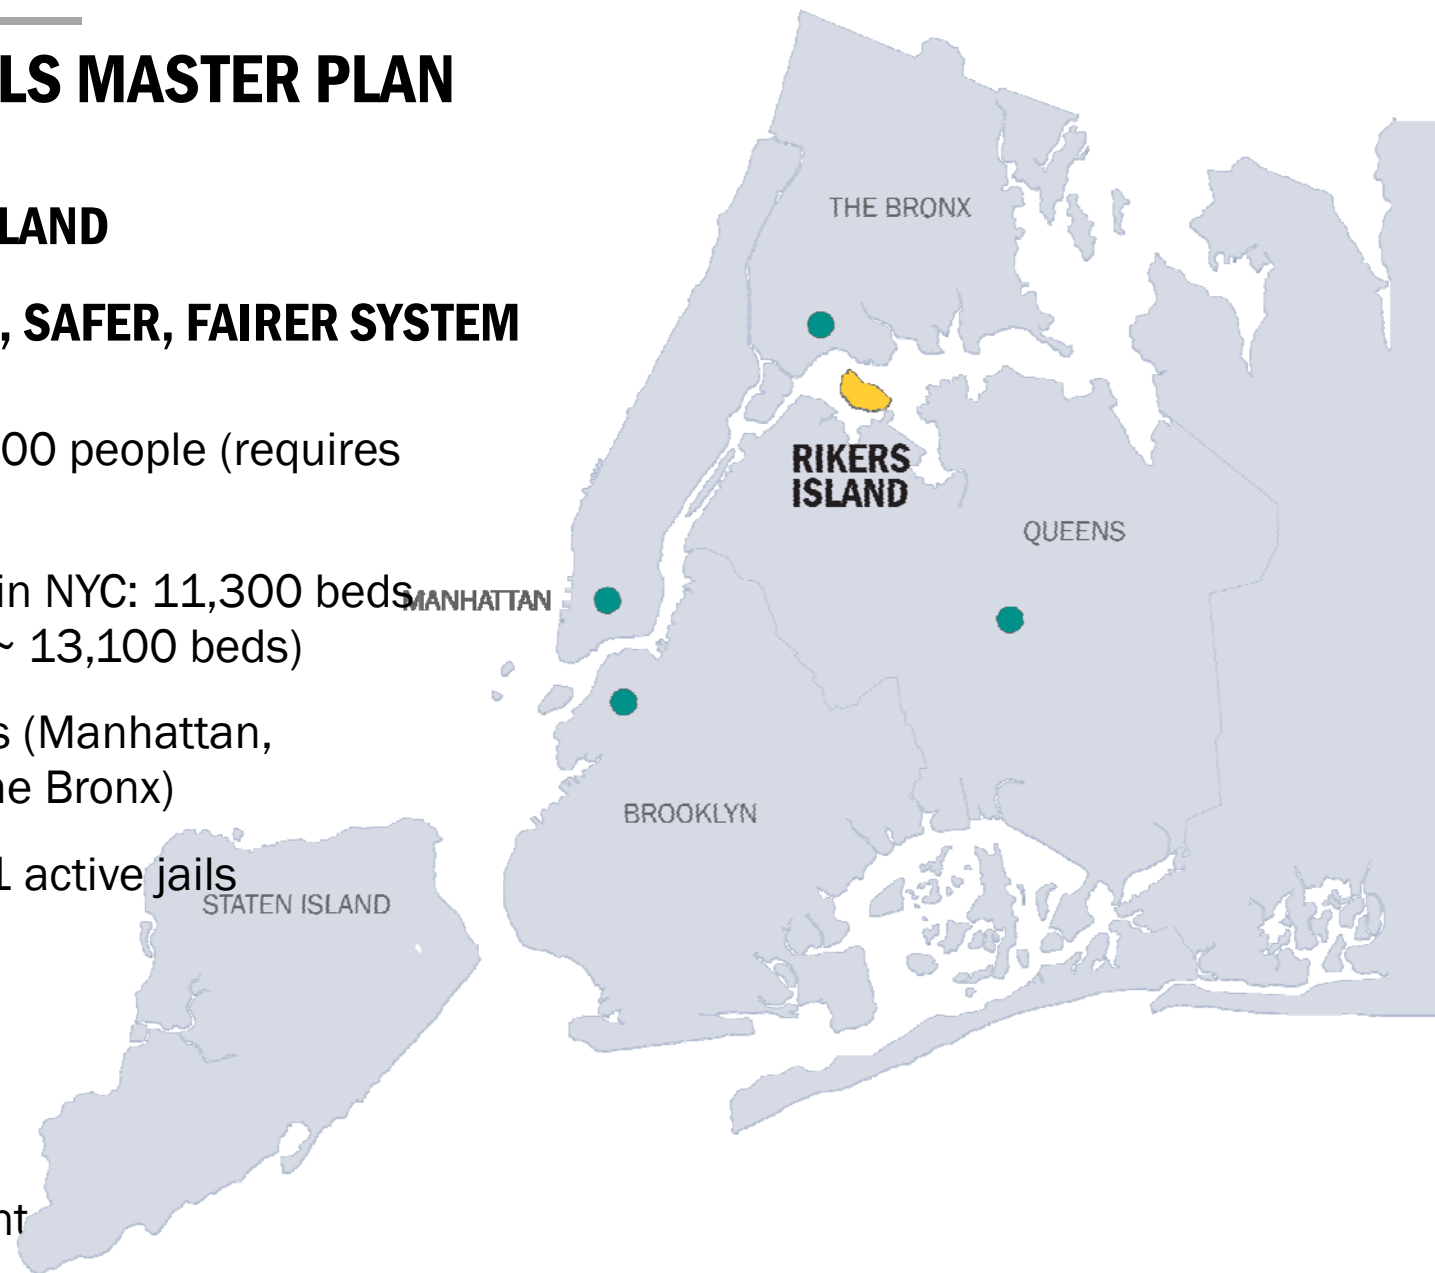 LS MASTER PLAN
LAND
, SAFER, FAIRER SYSTEM
00 people (requires
in NYC: 11,300 beds
~ 13,100 beds)
s (Manhattan,
ne Bronx)
1 active jails
nt
THE BRONX
RIKERS
ISLAND
QUEENS
MANHATTAN
BROOKLYN
STATEN ISLAND